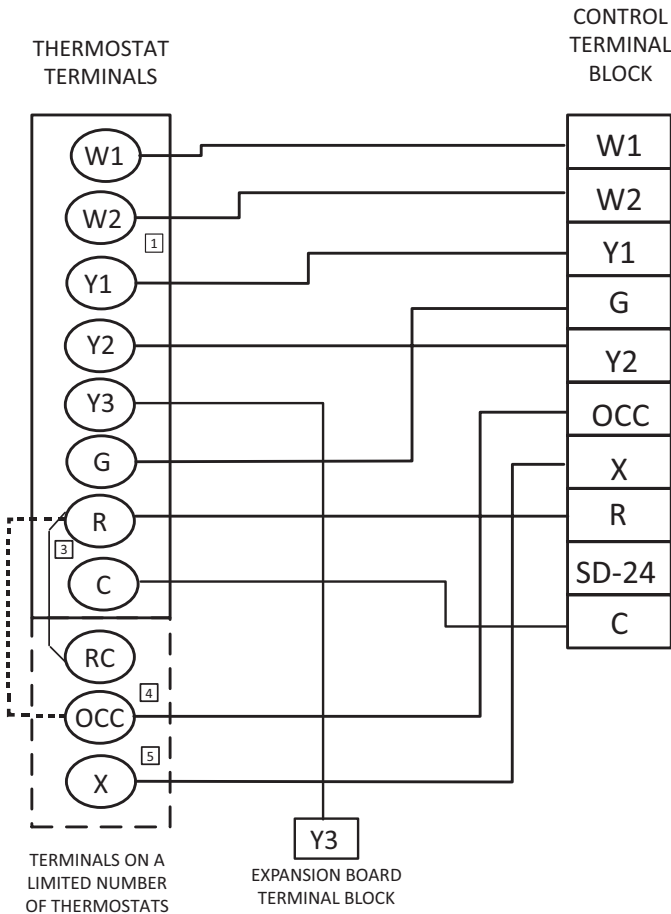 THERMOSTAT
TERMINALS
W1
W2
1
Y1
Y2
Y3
G
R
3
C
RC
4
OCC
5
X
TERMINALS ON A
LIMITED NUMBER
OF THERMOSTATS
Y3
EXPANSION BOARD
TERMINAL BLOCK
CONTROL
TERMINAL
BLOCK
W1
W2
Y1
G
Y2
OCC
X
R
SD-24
C